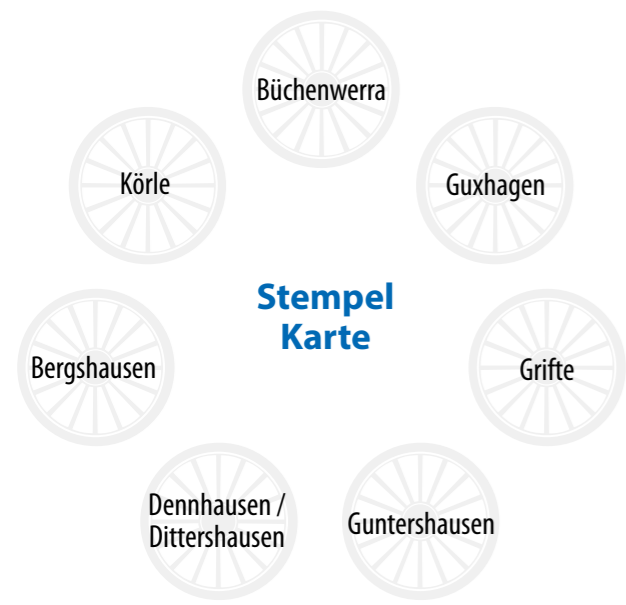 Büchenwerra
Körle
Guxhagen
Stempel
Karte
Bergshausen
Grifte
Dennhausen /
Dittershausen
Guntershausen